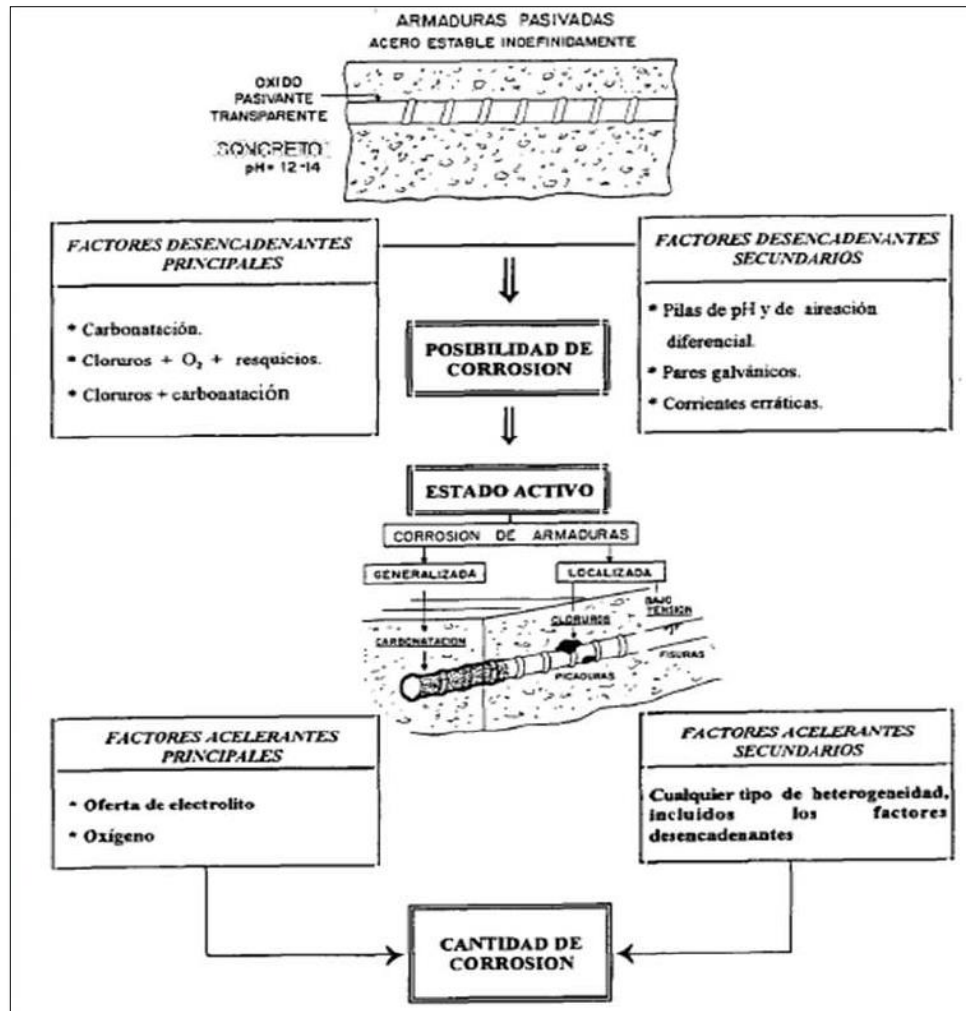 ARMADURAS PASIVADAS
ACERO ESTABLE INDEFINIDAMENTE
OXIDO
PASIVANTE
TRANSPARENTE
CONCRETO
pH= 12-14
FACTORES DESENCADENANTES
PRINCIPALES
* Carbonatación.
* Cloruros + O₂ + resquicios.
* Cloruros + carbonatación
FACTORES DESENCADENANTES
SECUNDARIOS
* Pilas de pH y de aireación
diferencial.
* Pares galvánicos.
* Corrientes erráticas.
POSIBILIDAD DE
CORROSION
ESTADO ACTIVO
CORROSION DE ARMADURAS
GENERALIZADA
LOCALIZADA
CARBONATACION
CLORUROS
BAJO
TENSION
PICADURAS
FISURAS
FACTORES ACELERANTES
PRINCIPALES
* Oferta de electrolito
* Oxígeno
FACTORES ACELERANTES
SECUNDARIOS
Cualquier tipo de heterogeneidad,
incluídos los factores
desencadenantes
CANTIDAD DE
CORROSION